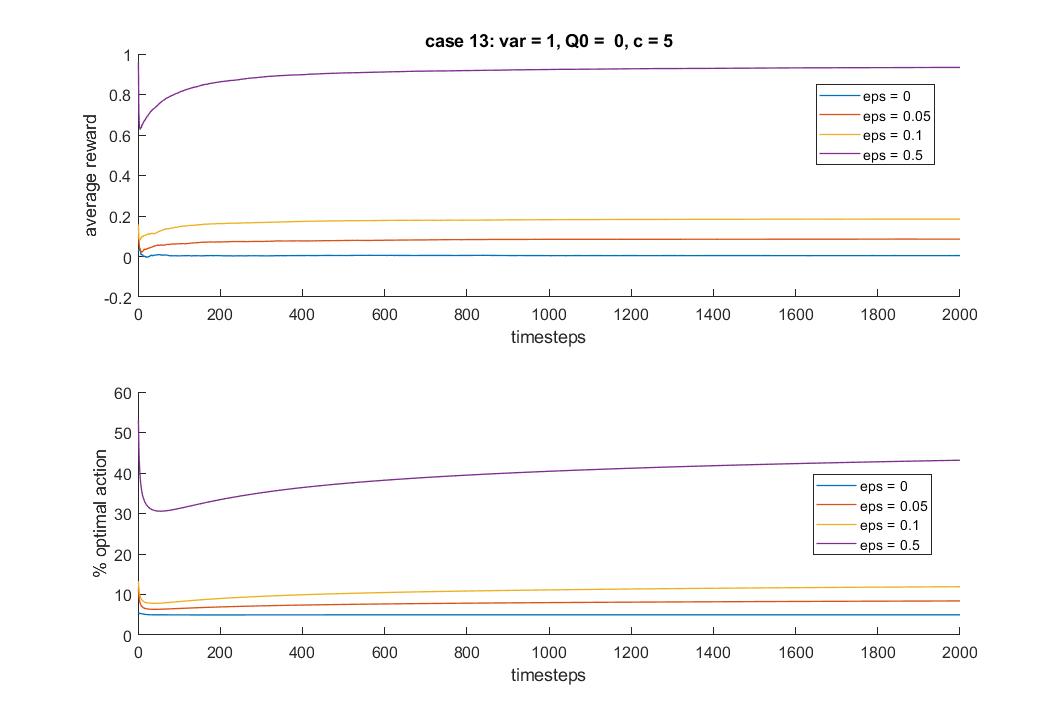 case 13: var = 1, Q0 =  0, c = 5
1
0.8
0.6
0.4
0.2
0
-0.2
average reward
eps = 0
eps = 0.05
eps = 0.1
eps = 0.5
0 200 400 600 800 1000 1200 1400 1600 1800 2000
timesteps
60
50
40
30
20
10
0
% optimal action
eps = 0
eps = 0.05
eps = 0.1
eps = 0.5
0 200 400 600 800 1000 1200 1400 1600 1800 2000
timesteps